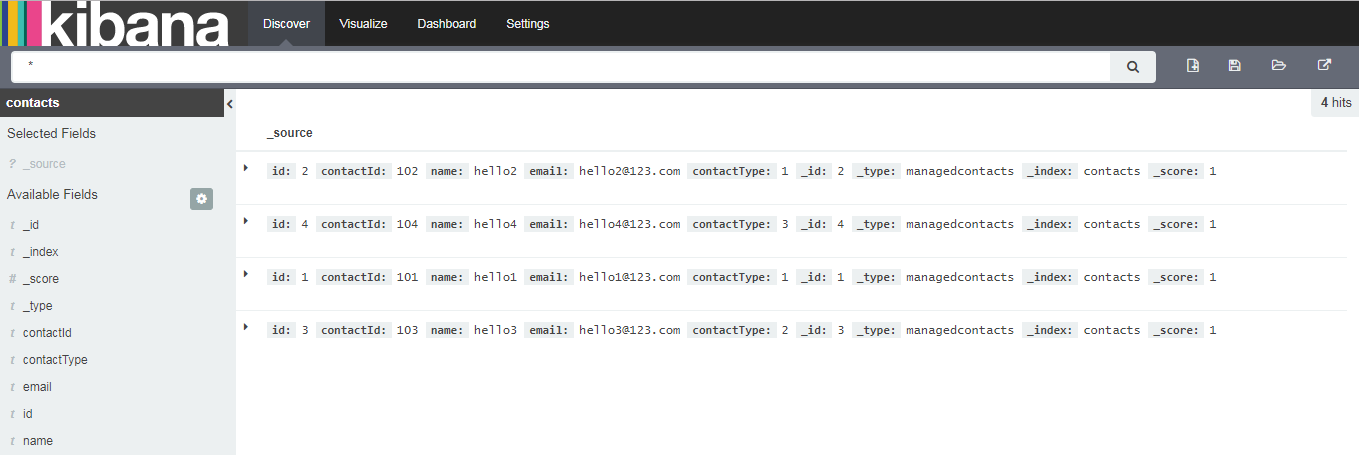 kibana Discover Visualize Dashboard Settings
*
contacts
4 hits
Selected Fields
_source
? _source
Available Fields
id: 2 contactId: 102 name: hello2 email: hello2@123.com contactType: 1 _id: 2 _type: managedcontacts _index: contacts _score: 1
t _id
id: 4 contactId: 104 name: hello4 email: hello4@123.com contactType: 3 _id: 4 _type: managedcontacts _index: contacts _score: 1
t _index
# _score
id: 1 contactId: 101 name: hello1 email: hello1@123.com contactType: 1 _id: 1 _type: managedcontacts _index: contacts _score: 1
t _type
t contactId
id: 3 contactId: 103 name: hello3 email: hello3@123.com contactType: 2 _id: 3 _type: managedcontacts _index: contacts _score: 1
t contactType
t email
t id
t name